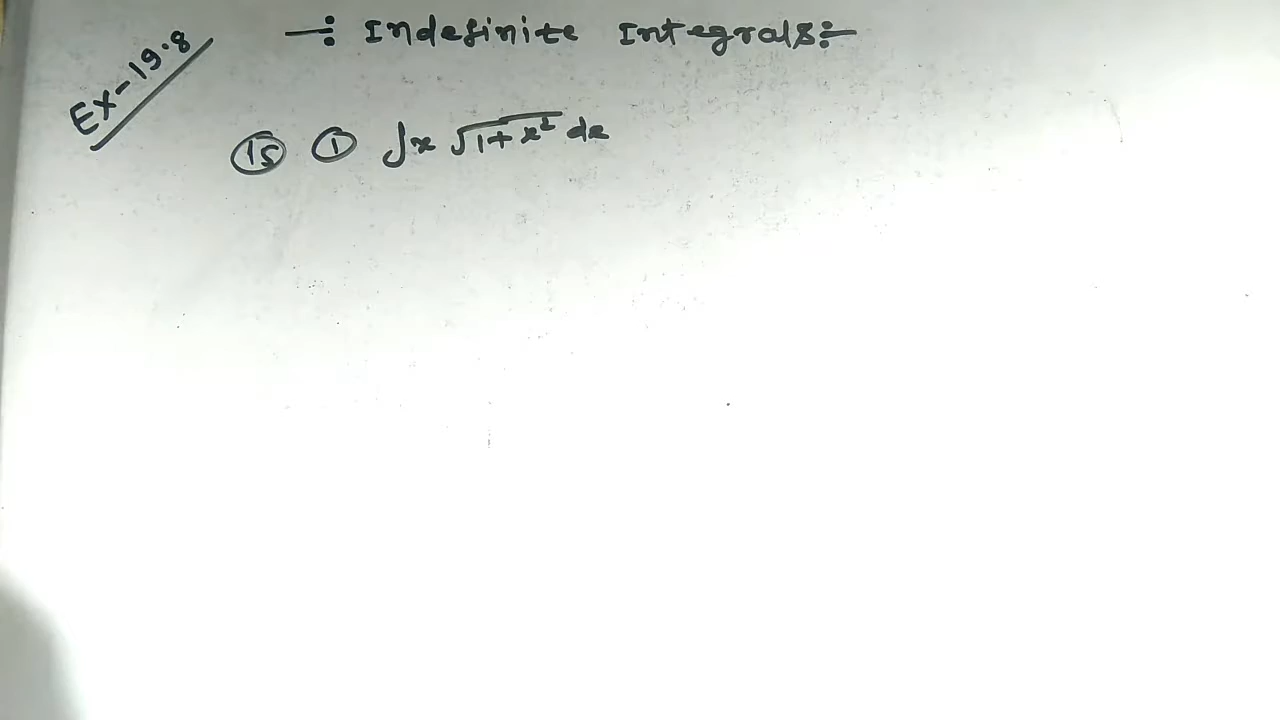 -: Indefinite Integrals:-
EX-19.8
(15) (1) ∫x √1+x² dx